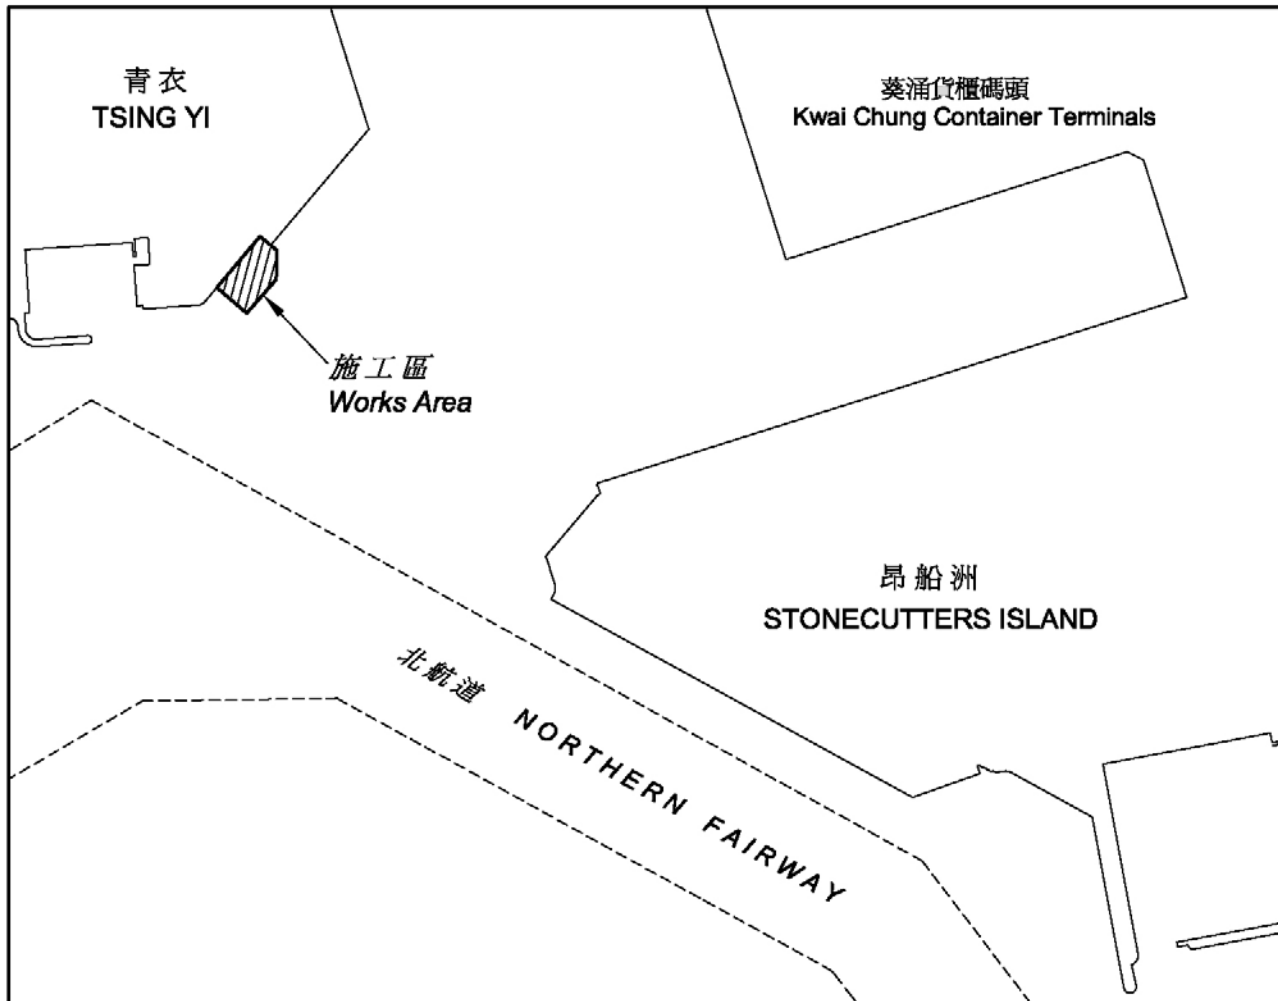 青衣
TSING YI
葵涌貨櫃碼頭
Kwai Chung Container Terminals
施工區
Works Area
昂船洲
STONECUTTERS ISLAND
北航道 NORTHERN FAIRWAY